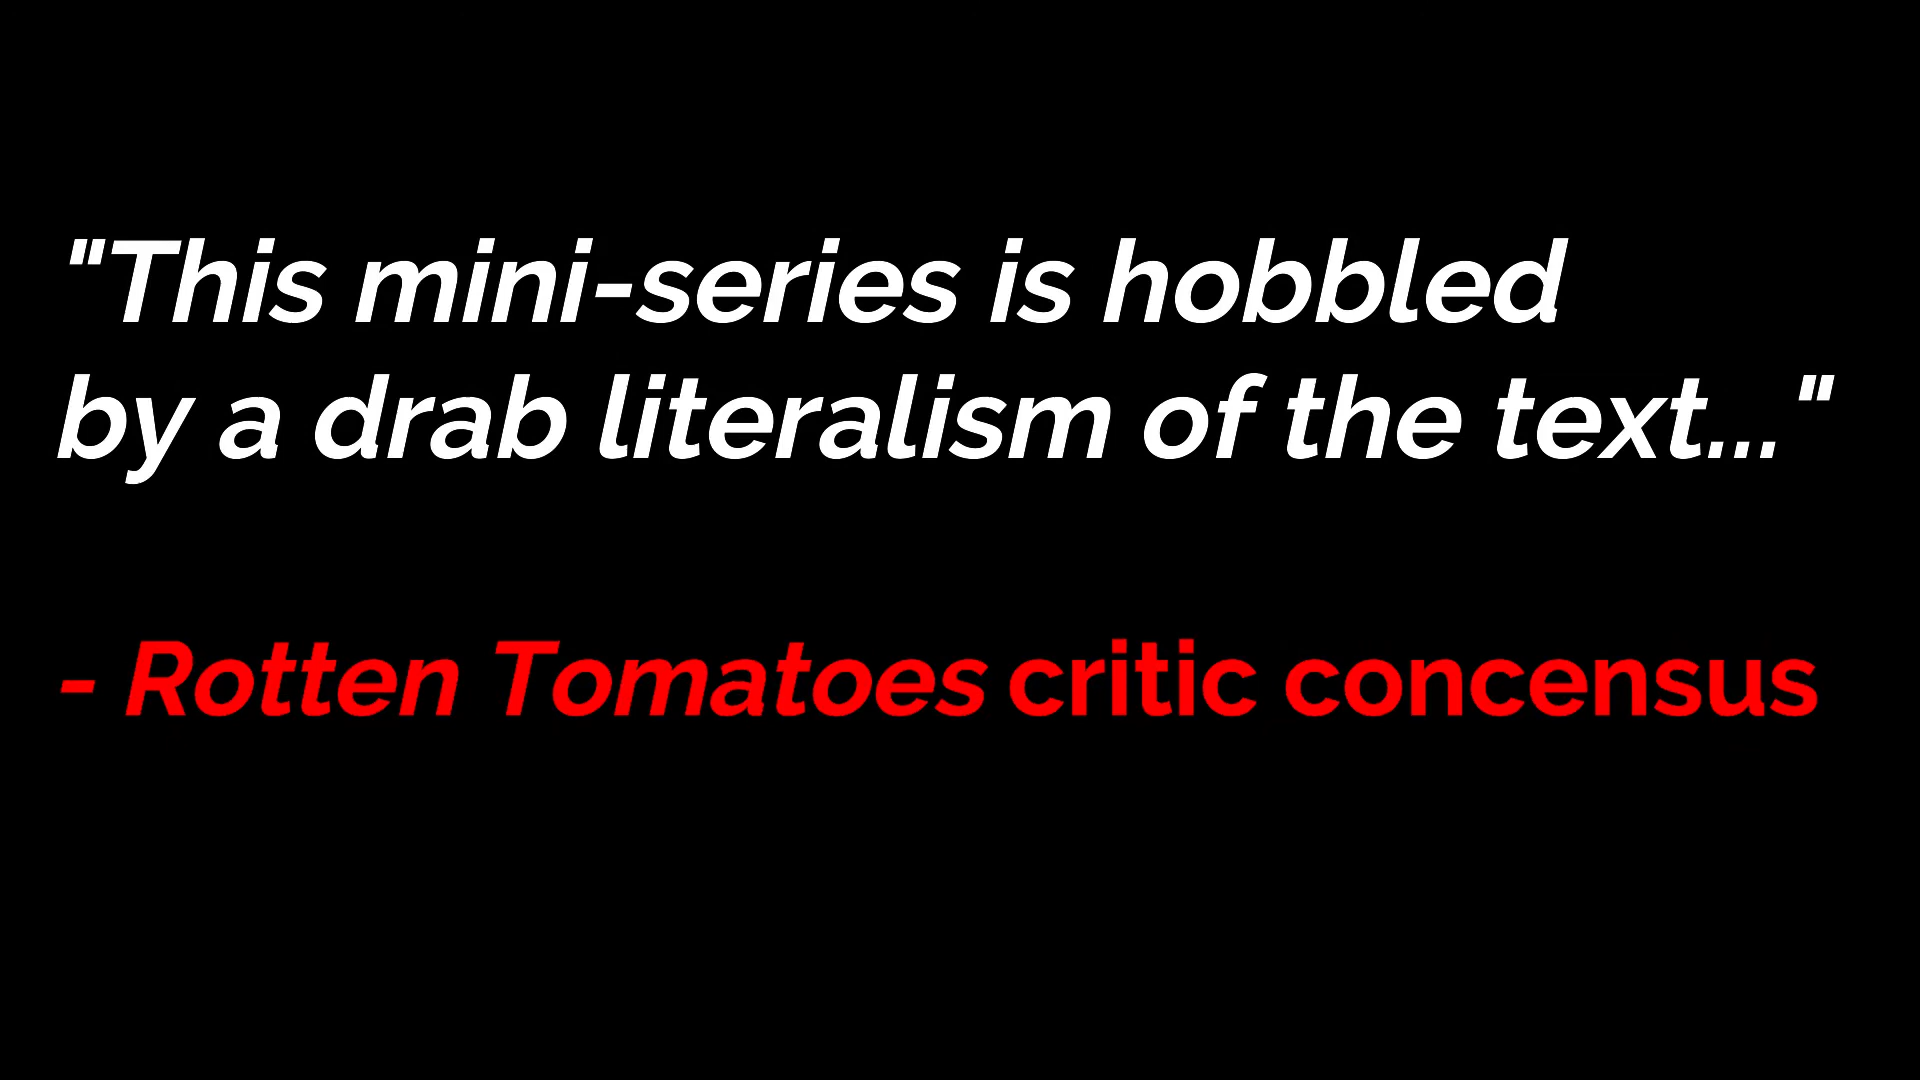 "This mini-series is hobbled
by a drab literalism of the text..."
- Rotten Tomatoes critic concensus